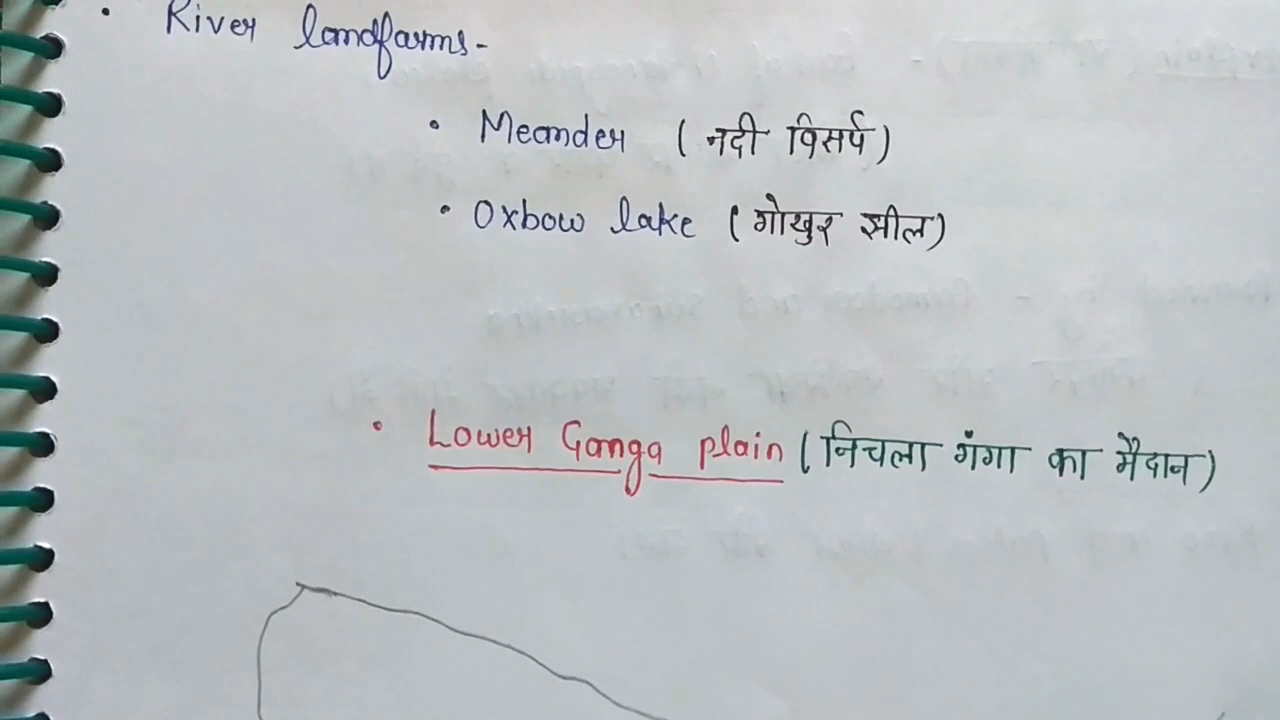 • River landfarms-
• Meander (नदी विसर्प)
• Oxbow lake (गोखुर झील)
• Lower Ganga plain (निचला गंगा का मैदान)